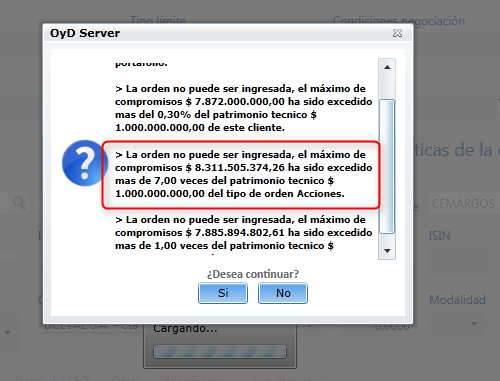 Tipo límite
Condiciones negociación
OyD Server
portafolio.
> La orden no puede ser ingresada, el máximo de
compromisos $ 7.872.000.000,00 ha sido excedido
mas del 0,30% del patrimonio tecnico $
1.000.000.000,00 de este cliente.
> La orden no puede ser ingresada, el máximo de
compromisos $ 8.311.505.374,26 ha sido excedido
mas de 7,00 veces del patrimonio tecnico $
1.000.000.000,00 del tipo de orden Acciones.
> La orden no puede ser ingresada, el máximo de
compromisos $ 7.885.894.802,61 ha sido excedido
mas de 1,00 veces del patrimonio tecnico $
¿Desea continuar?
Si
No
ticas de la
CEMARGOS
ISIN
Modalidad
Cargando...